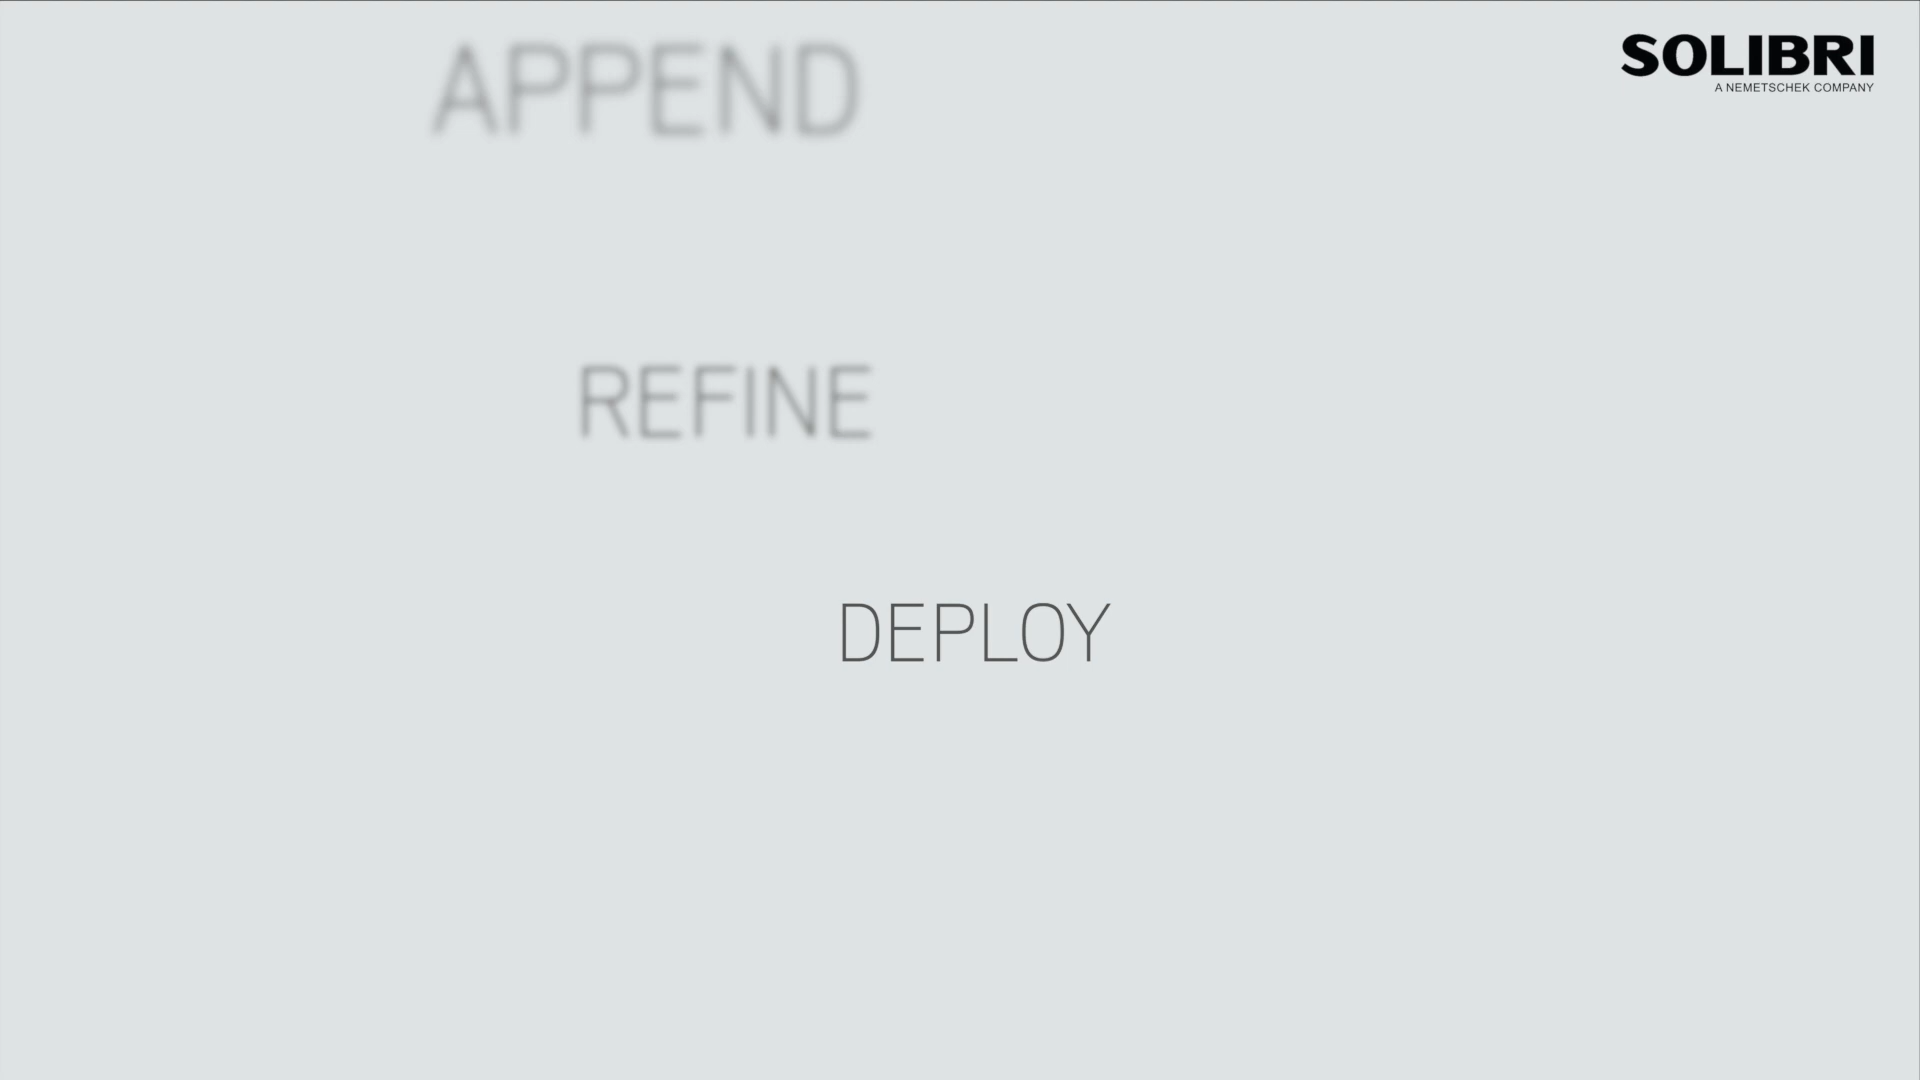 APPEND
SOLIBRI
A NEMETSCHEK COMPANY
REFINE
DEPLOY